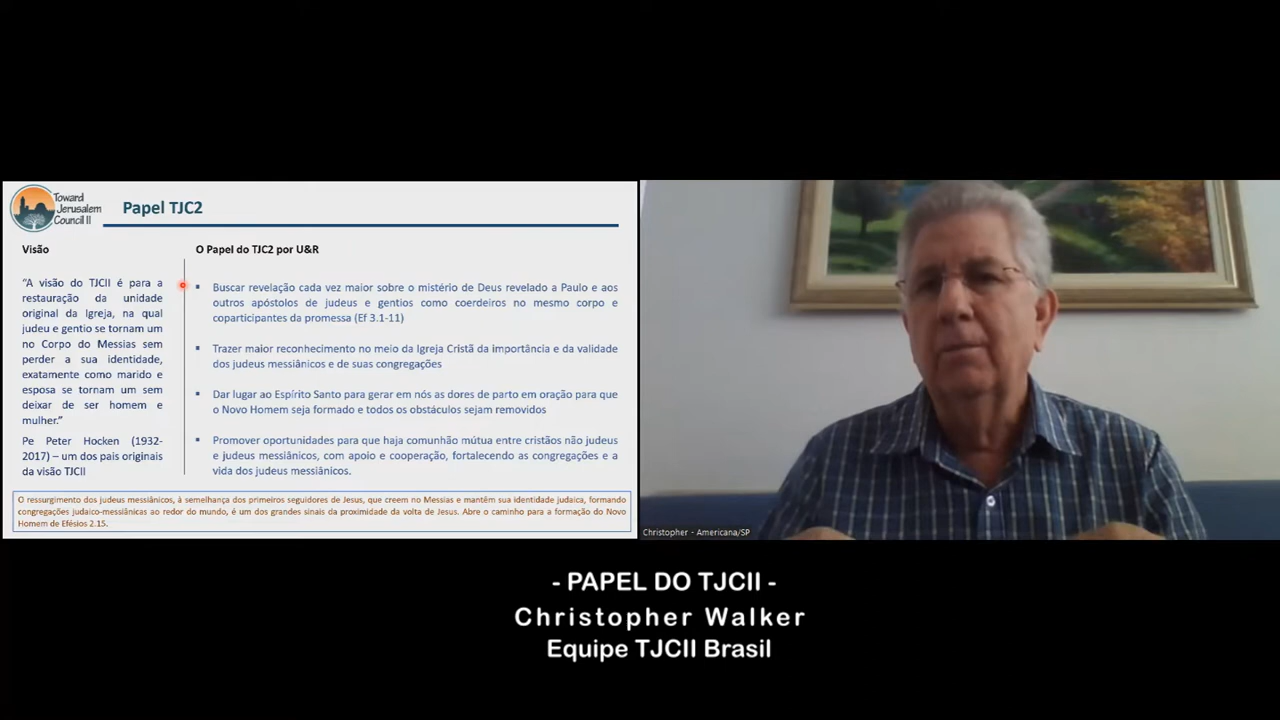 Toward
Jerusalem
Council II
Papel TJC2
Visão
“A visão do TJCII é para a
restauração da unidade
original da Igreja, na qual
judeu e gentio se tornam um
no Corpo do Messias sem
perder a sua identidade,
exatamente como marido e
esposa se tornam um sem
deixar de ser homem e
mulher.”
Pe Peter Hocken (1932-
2017) – um dos pais originais
da visão TJCII
O Papel do TJC2 por U&R
▪ Buscar revelação cada vez maior sobre o mistério de Deus revelado a Paulo e aos
outros apóstolos de judeus e gentios como coerdeiros no mesmo corpo e
coparticipantes da promessa (Ef 3.1-11)
▪ Trazer maior reconhecimento no meio da Igreja Cristã da importância e da validade
dos judeus messiânicos e de suas congregações
▪ Dar lugar ao Espírito Santo para gerar em nós as dores de parto em oração para que
o Novo Homem seja formado e todos os obstáculos sejam removidos
▪ Promover oportunidades para que haja comunhão mútua entre cristãos não judeus
e judeus messiânicos, com apoio e cooperação, fortalecendo as congregações e a
vida dos judeus messiânicos.
O ressurgimento dos judeus messiânicos, à semelhança dos primeiros seguidores de Jesus, que creem no Messias e mantêm sua identidade judaica, formando
congregações judaico-messiânicas ao redor do mundo, é um dos grandes sinais da proximidade da volta de Jesus. Abre o caminho para a formação do Novo
Homem de Efésios 2.15.
Christopher - Americana/SP
- PAPEL DO TJCII -
Christopher Walker
Equipe TJCII Brasil